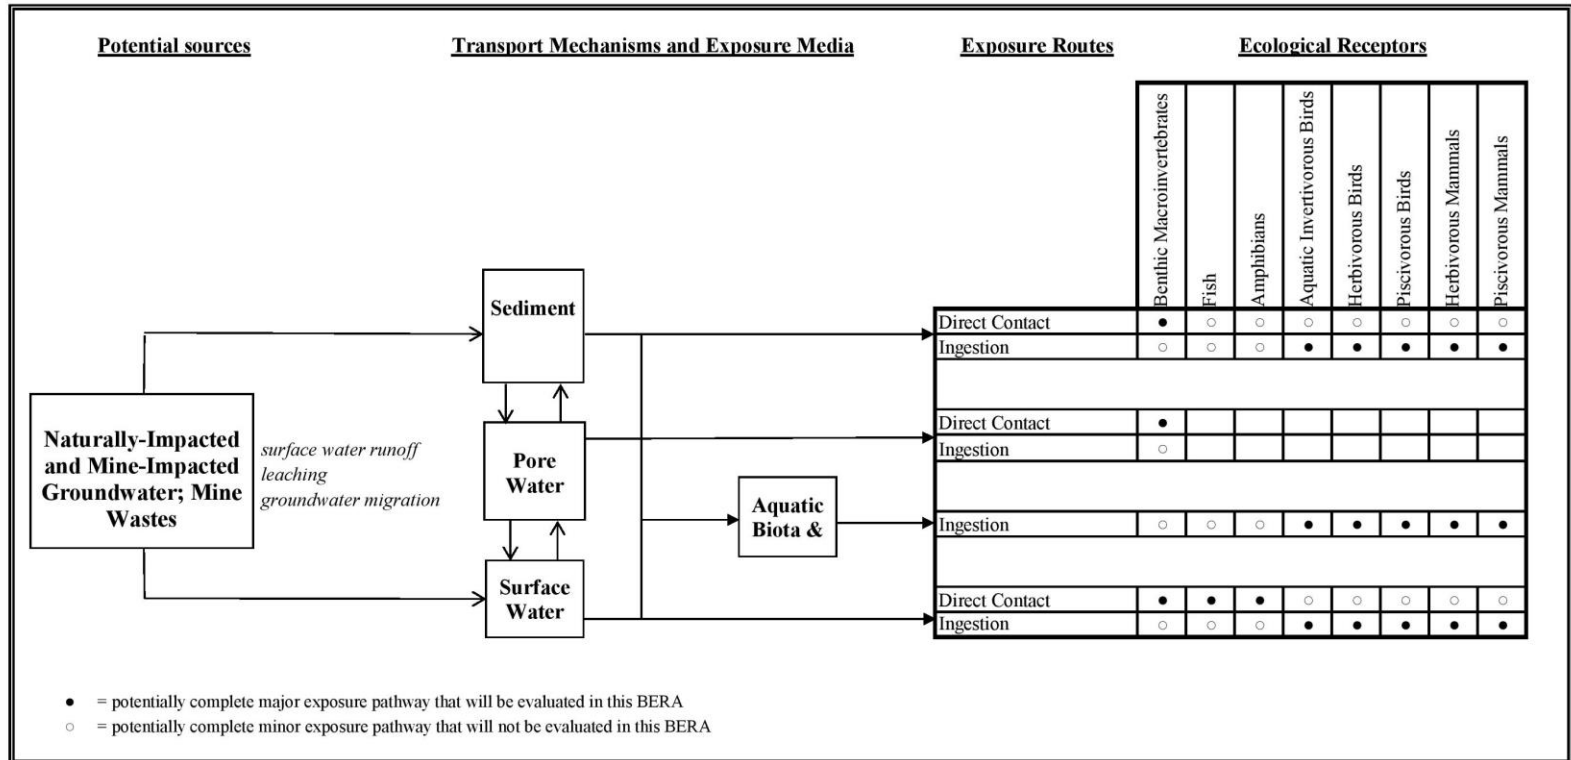 Potential sources
Transport Mechanisms and Exposure Media
Exposure Routes
Ecological Receptors
Benthic Macroinvertebrates
Fish
Amphibians
Aquatic Invertivorous Birds
Herbivorous Birds
Piscivorous Birds
Herbivorous Mammals
Piscivorous Mammals
Naturally-Impacted
and Mine-Impacted
Groundwater; Mine
Wastes
surface water runoff
leaching
groundwater migration
Sediment
Pore
Water
Surface
Water
Aquatic
Biota &
Direct Contact ● ○ ○ ○ ○ ○ ○ ○
Ingestion ○ ○ ○ ● ● ● ● ●
Direct Contact ●
Ingestion ○
Ingestion ○ ○ ○ ● ● ● ● ●
Direct Contact ● ● ● ○ ○ ○ ○ ○
Ingestion ○ ○ ○ ● ● ● ● ●
● = potentially complete major exposure pathway that will be evaluated in this BERA
○ = potentially complete minor exposure pathway that will not be evaluated in this BERA